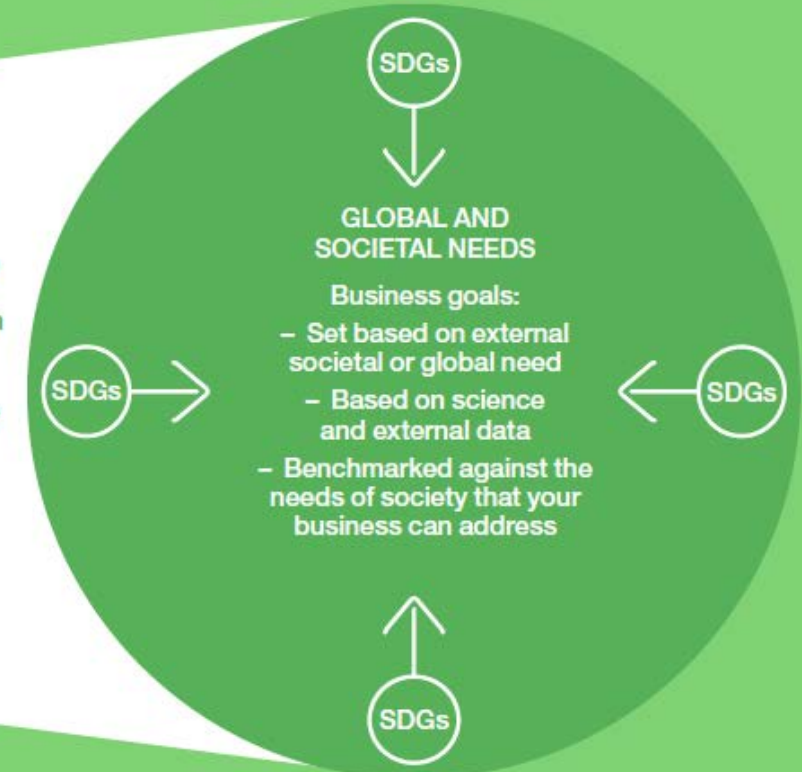 SDGs
GLOBAL AND
SOCIETAL NEEDS
Business goals:
– Set based on external
societal or global need
– Based on science
and external data
– Benchmarked against the
needs of society that your
business can address
SDGs
SDGs
SDGs